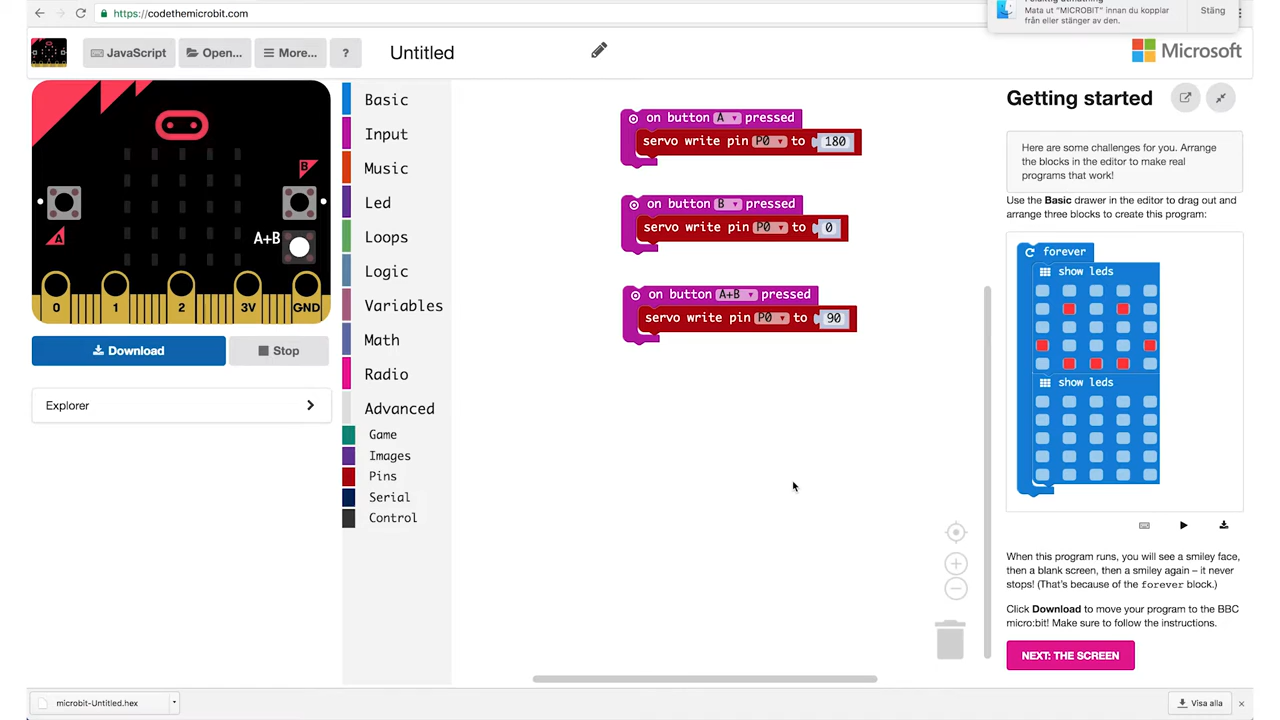 https://codethemicrobit.com
Mata ut "MICROBIT" innan du kopplar
från eller stänger av den.
Stäng
JavaScript
Open...
More...
?
Untitled
Microsoft
B
A
A+B
0
1
2
3V
GND
Download
Stop
Explorer
Basic
Input
Music
Led
Loops
Logic
Variables
Math
Radio
Advanced
Game
Images
Pins
Serial
Control
on button A pressed
servo write pin P0 to 180
on button B pressed
servo write pin P0 to 0
on button A+B pressed
servo write pin P0 to 90
Getting started
Here are some challenges for you. Arrange
the blocks in the editor to make real
programs that work!
Use the Basic drawer in the editor to drag out and
arrange three blocks to create this program:
forever
show leds
show leds
When this program runs, you will see a smiley face,
then a blank screen, then a smiley again – it never
stops! (That's because of the forever block.)
Click Download to move your program to the BBC
micro:bit! Make sure to follow the instructions.
NEXT: THE SCREEN
microbit-Untitled.hex
Visa alla